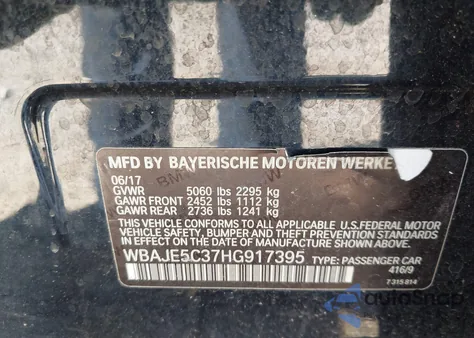 MFD BY BAYERISCHE MOTOREN WERKE
06/17
GVWR 5060 lbs 2295 kg
GAWR FRONT 2452 lbs 1112 kg
GAWR REAR 2736 lbs 1241 kg
THIS VEHICLE CONFORMS TO ALL APPLICABLE U.S.FEDERAL MOTOR
VEHICLE SAFETY, BUMPER, AND THEFT PREVENTION STANDARDS IN
EFFECT ON THE DATE OF MANUFACTURE SHOWN ABOVE.
WBAJE5C37HG917395 TYPE: PASSENGER CAR
416/9
7 315 814
autoSnap